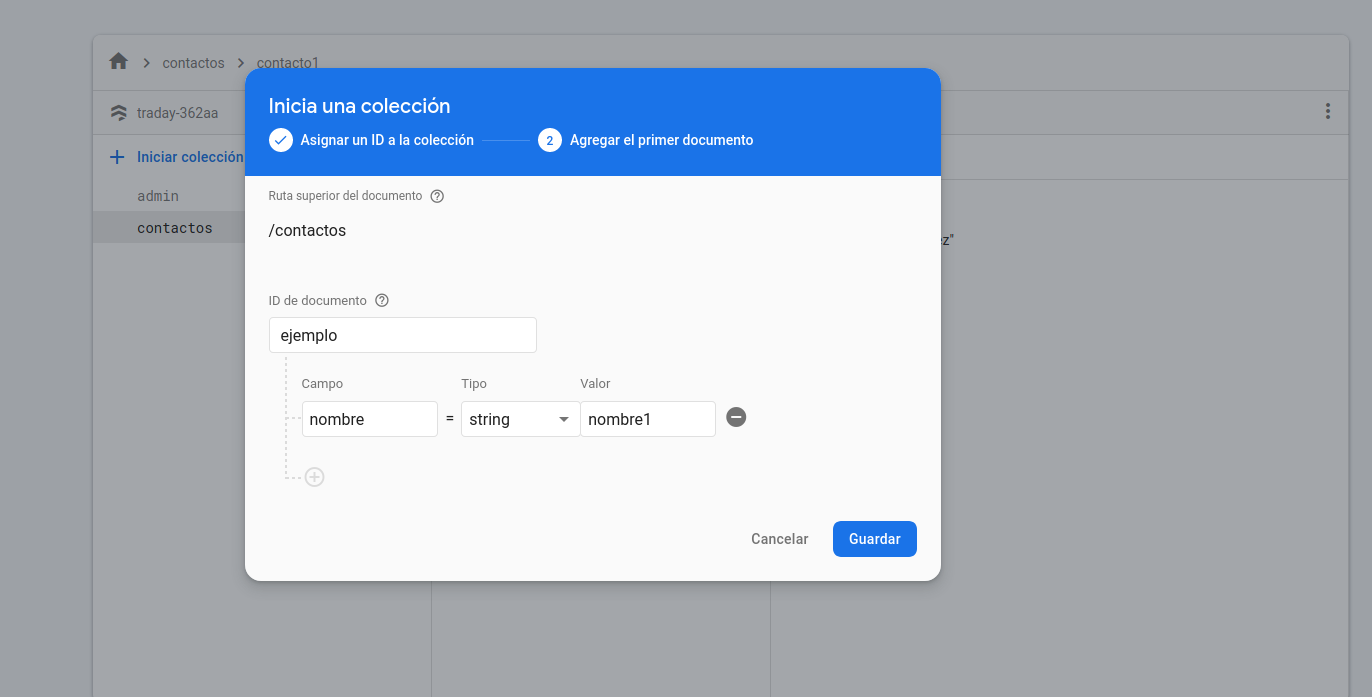 contactos
contacto1
traday-362aa
Iniciar colección
admin
contactos
Inicia una colección
Asignar un ID a la colección
2 Agregar el primer documento
Ruta superior del documento ?
/contactos
ID de documento ?
ejemplo
Campo Tipo Valor
nombre = string nombre1
Cancelar Guardar
ez"